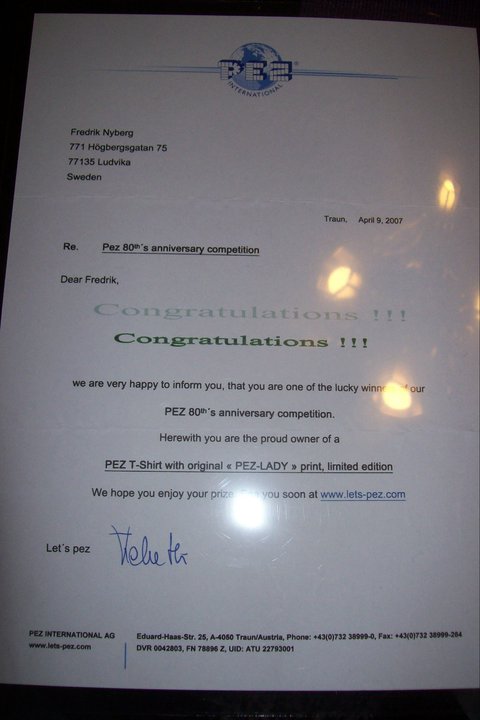 PEZ®
INTERNATIONAL
Fredrik Nyberg
771 Högbergsgatan 75
77135 Ludvika
Sweden
Traun, April 9, 2007
Re. Pez 80th´s anniversary competition
Dear Fredrik,
Congratulations !!!
Congratulations !!!
we are very happy to inform you, that you are one of the lucky our
PEZ 80th´s anniversary competition.
Herewith you are the proud owner of a
PEZ T-Shirt with original « PEZ-LADY » print, limited edition
We hope you enjoy your prize. you soon at www.lets-pez.com
Let´s pez
PEZ INTERNATIONAL AG Eduard-Haas-Str. 25, A-4050 Traun/Austria, Phone: +43(0)732 38999-0, Fax: +43(0)732 38999-284
www.lets-pez.com DVR 0042803, FN 78896 Z, UID: ATU 22793001